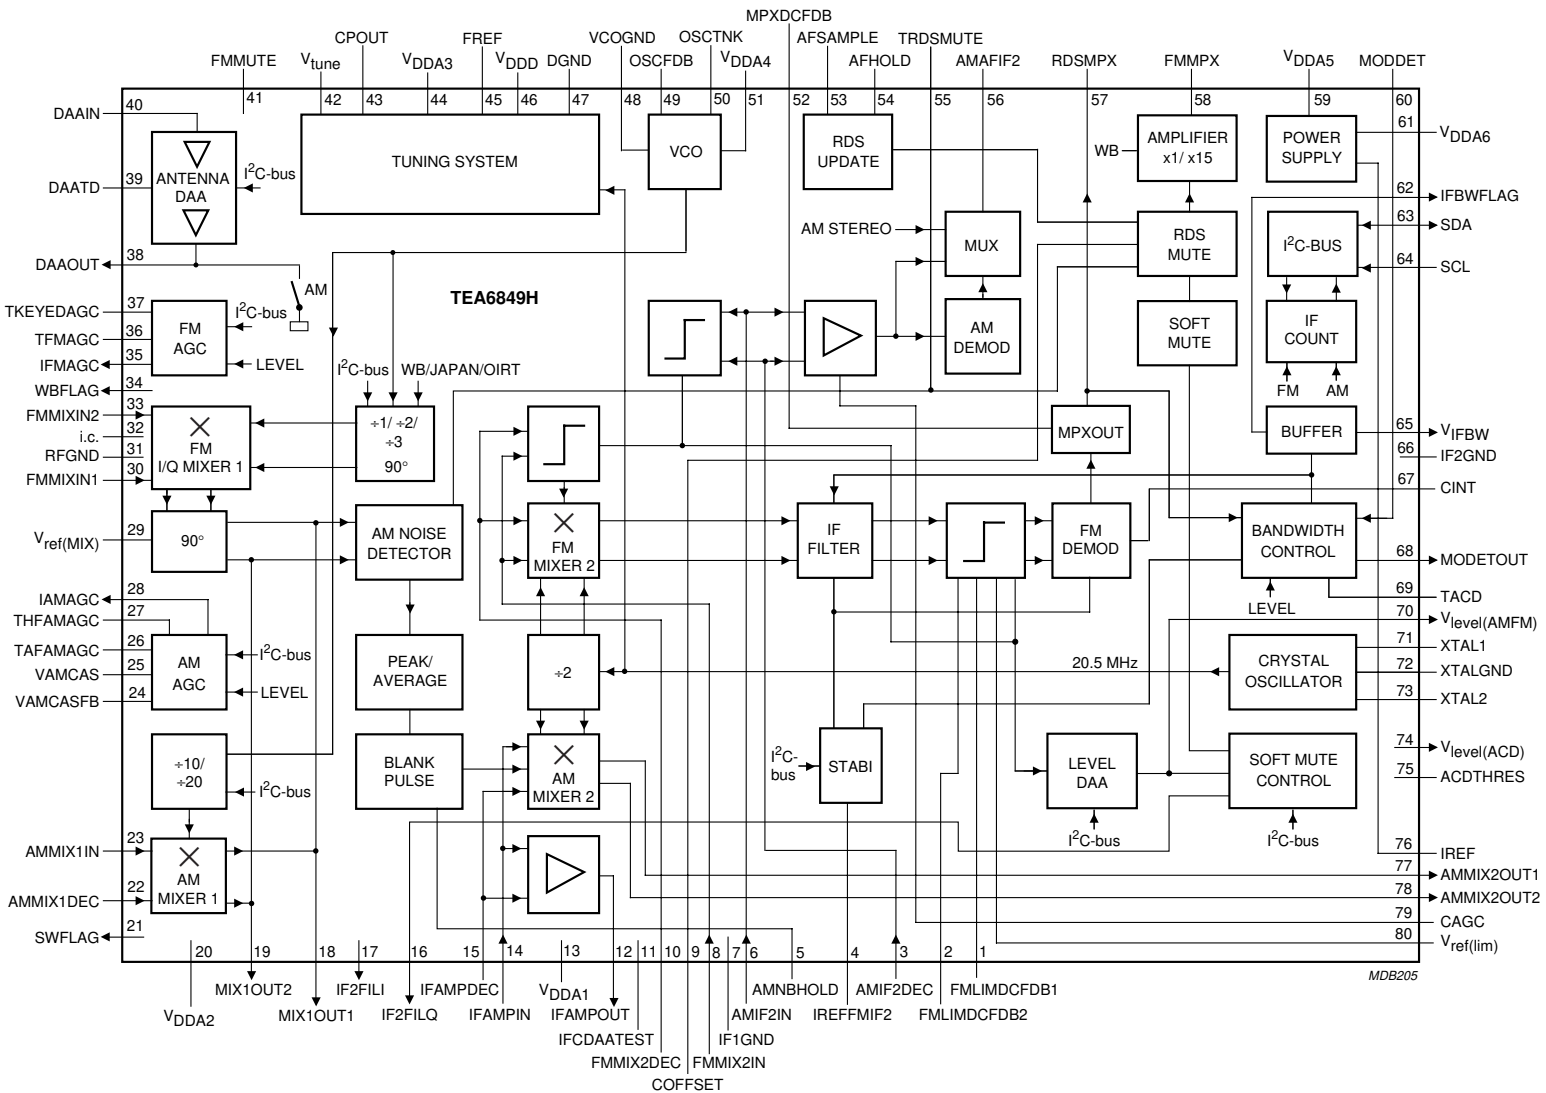 MPXDCFDB
CPOUT FREF VCOGND OSCTNK AFSAMPLE TRDSMUTE
FMMUTE Vtune VDDA3 VDDD DGND OSCFDB VDDA4 AFHOLD AMAFIF2 RDSMPX FMMPX VDDA5 MODDET
40 41 42 43 44 45 46 47 48 49 50 51 52 53 54 55 56 57 58 59 60
DAAIN
61 VDDA6
TUNING SYSTEM
VCO
RDS
UPDATE
WB
AMPLIFIER
x1/ x15
POWER
SUPPLY
DAATD 39
ANTENNA
DAA
I2C-bus
62 IFBWFLAG
63 SDA
AM STEREO
MUX
RDS
MUTE
I2C-BUS
64 SCL
DAAOUT 38
AM
TEA6849H
TKEYEDAGC 37
I2C-bus
TFMAGC 36
FM
AGC
IFMAGC 35
LEVEL
AM
DEMOD
SOFT
MUTE
IF
COUNT
FM AM
WBFLAG 34
I2C-bus WB/JAPAN/OIRT
FMMIXIN2 33
i.c. 32
RFGND 31
FMMIXIN1 30
FM
I/Q MIXER 1
÷1/ ÷2/
÷3
90°
MPXOUT
BUFFER
65 VIFBW
66 IF2GND
67 CINT
Vref(MIX) 29
90°
AM NOISE
DETECTOR
FM
MIXER 2
IF
FILTER
FM
DEMOD
BANDWIDTH
CONTROL
68 MODETOUT
LEVEL
69 TACD
70 Vlevel(AMFM)
IAMAGC 28
THFAMAGC 27
TAFAMAGC 26
VAMCAS 25
VAMCASFB 24
AM
AGC
I2C-bus
LEVEL
PEAK/
AVERAGE
÷2
20.5 MHz
CRYSTAL
OSCILLATOR
71 XTAL1
72 XTALGND
73 XTAL2
÷10/
÷20
I2C-bus
BLANK
PULSE
AM
MIXER 2
I2C-
bus
STABI
LEVEL
DAA
I2C-bus
SOFT MUTE
CONTROL
I2C-bus
74 Vlevel(ACD)
75 ACDTHRES
AMMIX1IN 23
AM
MIXER 1
AMMIX1DEC 22
SWFLAG 21
76 IREF
77 AMMIX2OUT1
78 AMMIX2OUT2
79 CAGC
80 Vref(lim)
20 19 18 17 16 15 14 13 12 11 10 9 8 7 6 5 4 3 2 1
MDB205
MIX1OUT2 IF2FILI IFAMPDEC VDDA1 AMNBHOLD AMIF2DEC FMLIMDCFDB1
VDDA2 MIX1OUT1 IF2FILQ IFAMPIN IFAMPOUT AMIF2IN IREFFMIF2 FMLIMDCFDB2
IFCDAATEST IF1GND
FMMIX2DEC FMMIX2IN
COFFSET